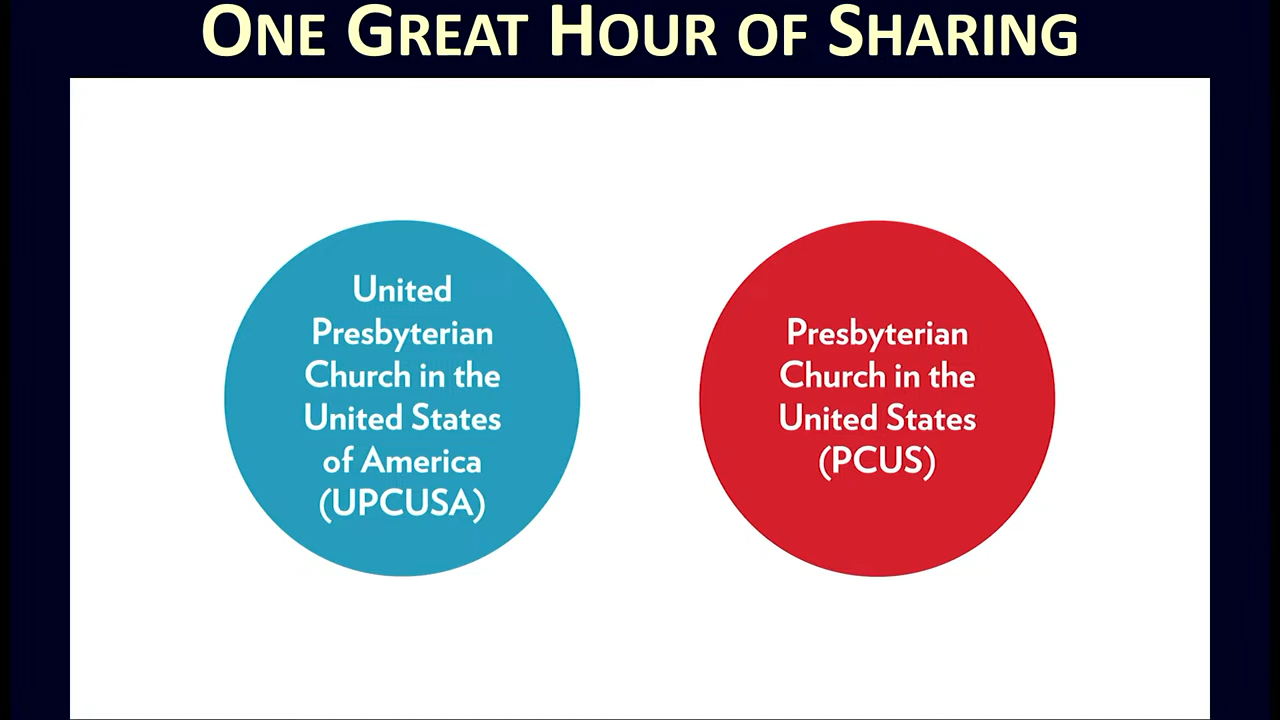 ONE GREAT HOUR OF SHARING
United
Presbyterian
Church in the
United States
of America
(UPCUSA)
Presbyterian
Church in the
United States
(PCUS)